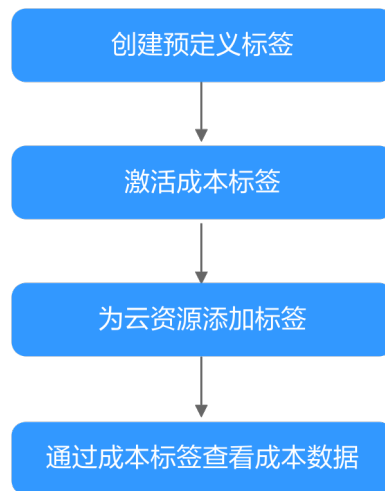 创建预定义标签
激活成本标签
为云资源添加标签
通过成本标签查看成本数据